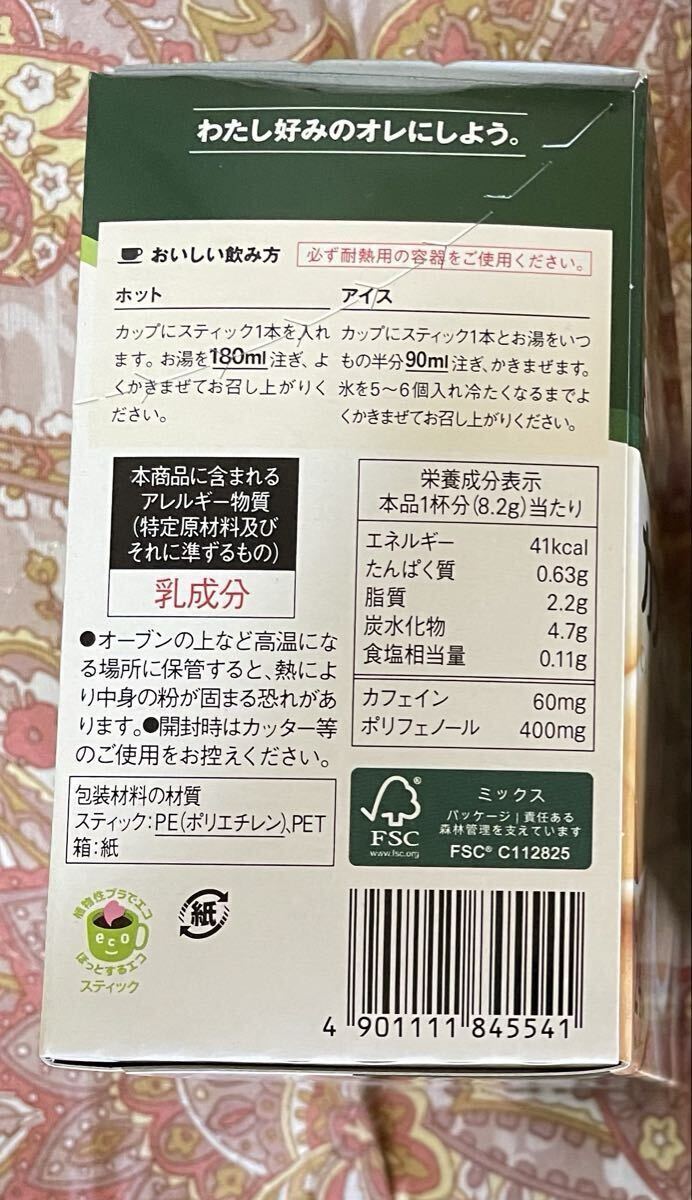 わたし好みのオレにしよう。
おいしい飲み方
必ず耐熱用の容器をご使用ください。
ホット
カップにスティック1本を入れ
ます。お湯を180ml注ぎ、よ
くかきまぜてお召し上がりく
ださい。
アイス
カップにスティック1本とお湯をいつ
もの半分90ml注ぎ、かきまぜます。
氷を5〜6個入れ冷たくなるまでよ
くかきまぜてお召し上がりください。
本商品に含まれる
アレルギー物質
(特定原材料及び
それに準ずるもの)
乳成分
●オーブンの上など高温にな
る場所に保管すると、熱によ
り中身の粉が固まる恐れがあ
ります。●開封時はカッター等
のご使用をお控えください。
包装材料の材質
スティック:PE(ポリエチレン)、PET
箱:紙
栄養成分表示
本品1杯分(8.2g)当たり
エネルギー 41kcal
たんぱく質 0.63g
脂質 2.2g
炭水化物 4.7g
食塩相当量 0.11g
カフェイン 60mg
ポリフェノール 400mg
FSC®
www.fsc.org
ミックス
パッケージ|責任ある
森林管理を支えています
FSC® C112825
植物性プラでエコ
eco
ほっとするエコ
スティック
紙
4 901111 845541